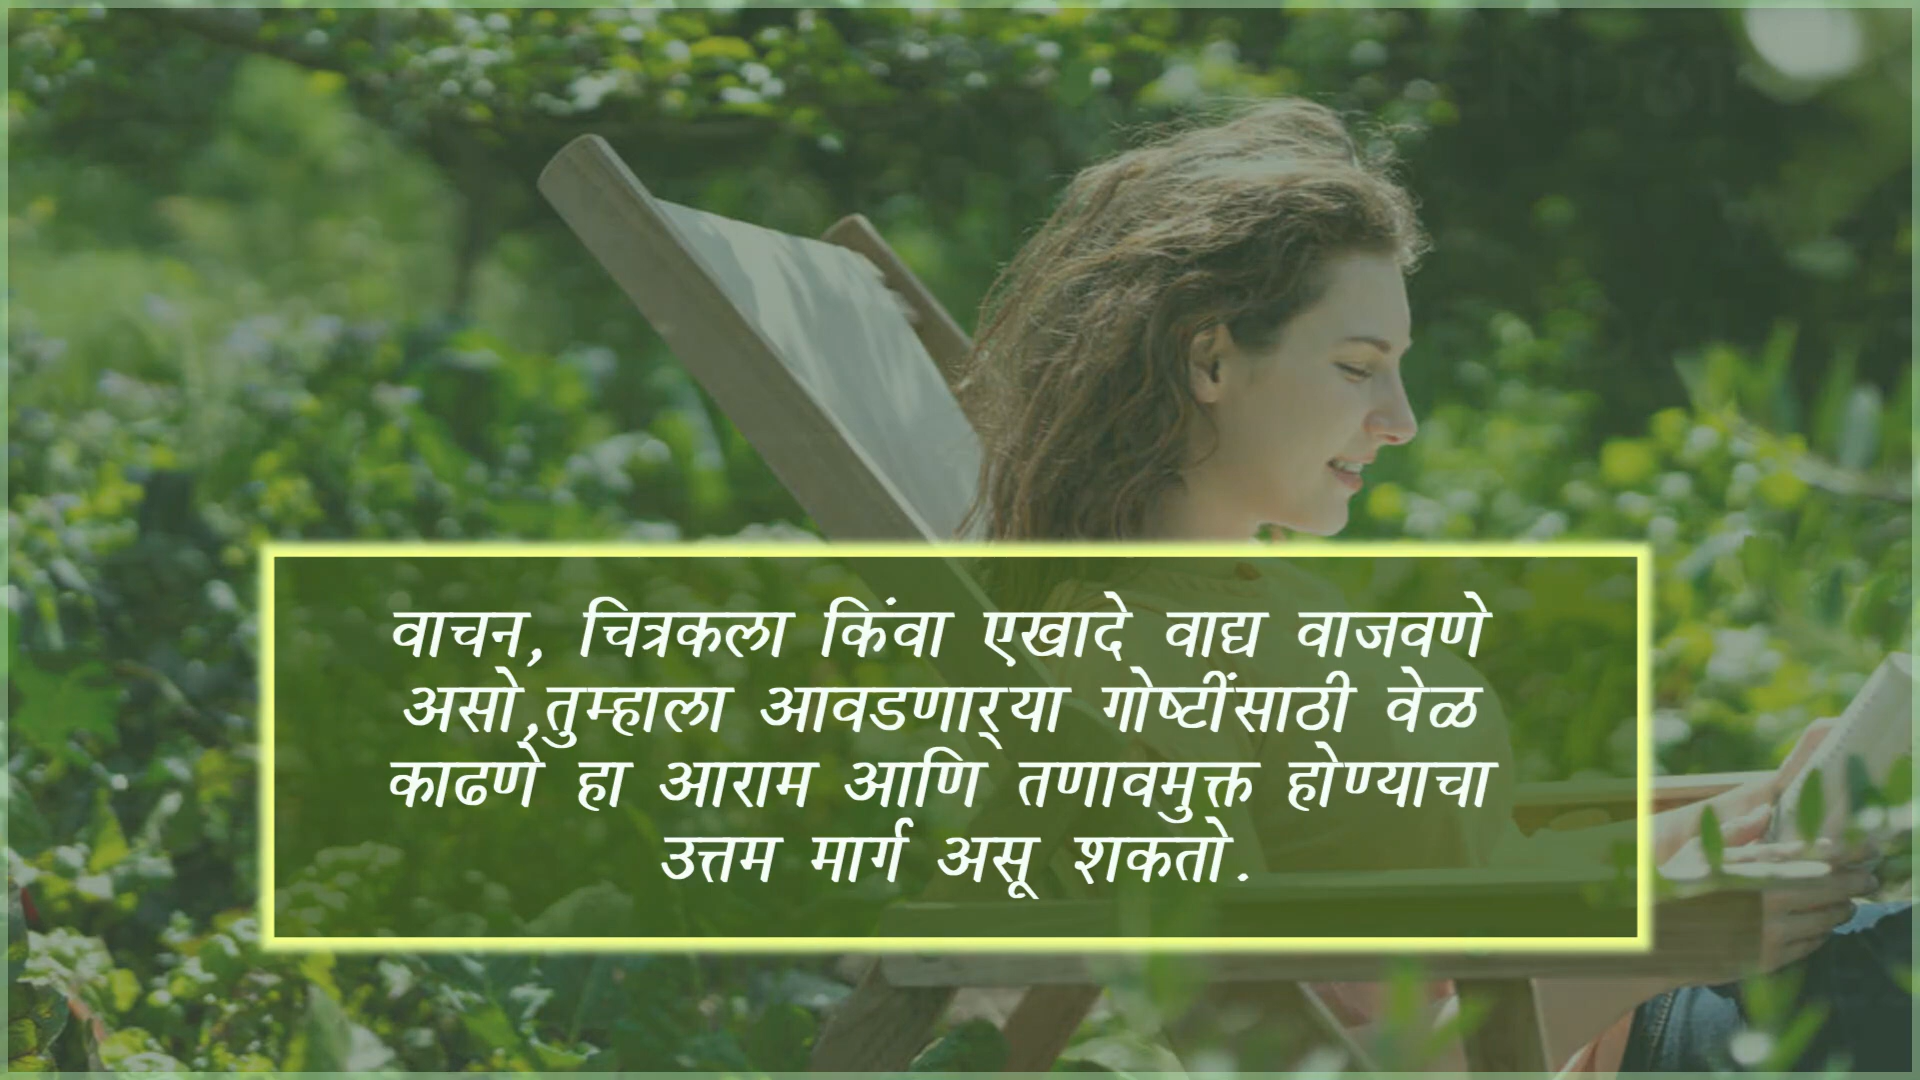 वाचन, चित्रकला किंवा एखादे वाद्य वाजवणे
असो,तुम्हाला आवडणाऱ्या गोष्टींसाठी वेळ
काढणे हा आराम आणि तणावमुक्त होण्याचा
उत्तम मार्ग असू शकतो.